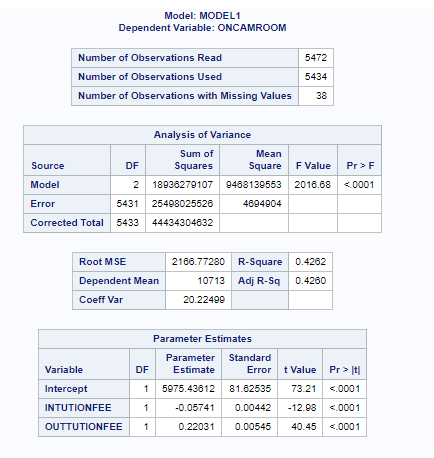 Model: MODEL1
Dependent Variable: ONCAMROOM
Number of Observations Read 5472
Number of Observations Used 5434
Number of Observations with Missing Values 38
Analysis of Variance
Source DF Sum of Squares Mean Square F Value Pr > F
Model 2 18936279107 9468139553 2016.68 <.0001
Error 5431 25498025526 4694904
Corrected Total 5433 44434304632
Root MSE 2166.77280 R-Square 0.4262
Dependent Mean 10713 Adj R-Sq 0.4260
Coeff Var 20.22499
Parameter Estimates
Variable DF Parameter Estimate Standard Error t Value Pr > |t|
Intercept 1 5975.43612 81.62535 73.21 <.0001
INTUTIONFEE 1 -0.05741 0.00442 -12.98 <.0001
OUTTUTIONFEE 1 0.22031 0.00545 40.45 <.0001